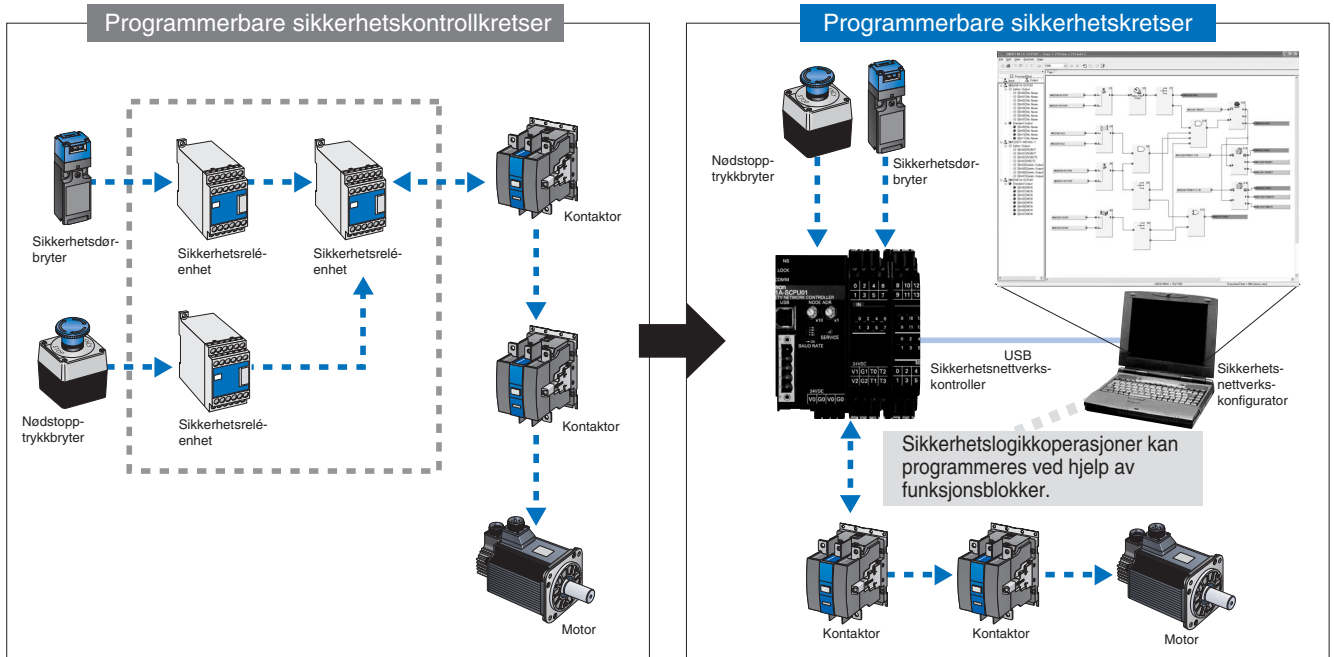 Programmerbare sikkerhetskontrollkretser
Sikkerhetsdør-
bryter
Sikkerhetsrelé-
enhet
Sikkerhetsrelé-
enhet
Kontaktor
Nødstopp-
trykkbryter
Sikkerhetsrelé-
enhet
Kontaktor
Motor
Programmerbare sikkerhetskretser
Nødstopp-
trykkbryter
Sikkerhetsdør-
bryter
NS
LOCK
COMM
USB
NODE ADR
x10 x1
SERVICE
BAUD RATE
24VDC
V0 G0 V0 G0
0 2 4 6
1 3 5 7
IN
0 2 4 6
1 3 5 7
24VDC
V1 G1 T0 T2
V2 G2 T1 T3
8 10 12
9 11 13
0 2 4
1 3 5
USB
Sikkerhetsnettverks-
kontroller
Sikkerhets-
nettverks-
konfigurator
Sikkerhetslogikkoperasjoner kan
programmeres ved hjelp av
funksjonsblokker.
Kontaktor
Kontaktor
Motor